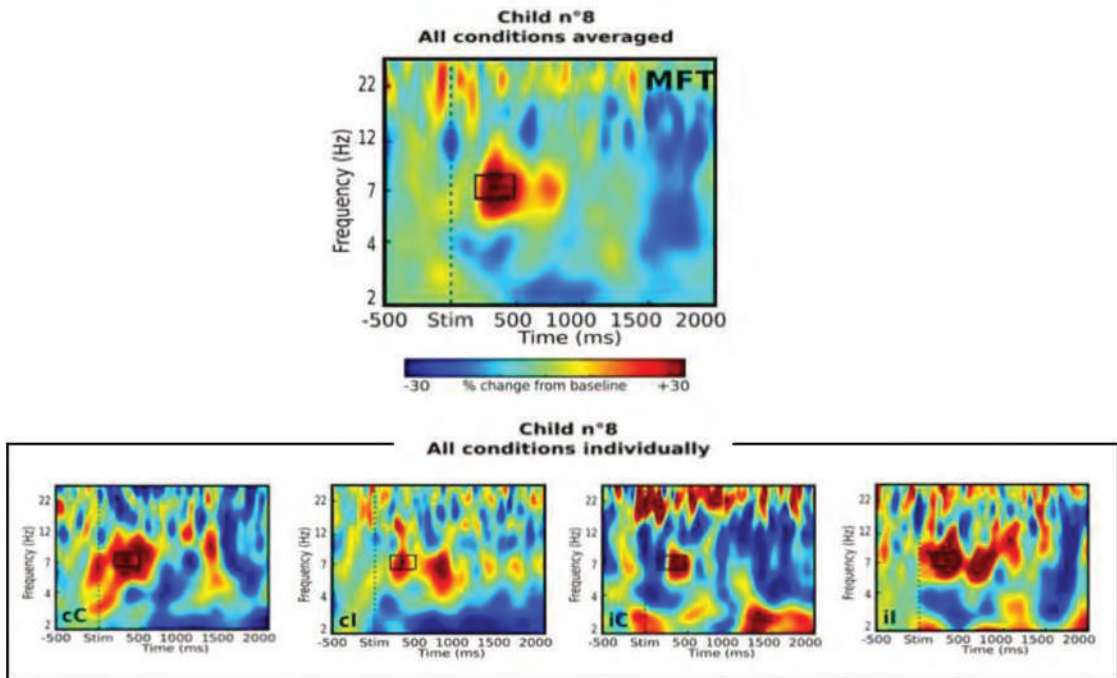 Child n°8
All conditions averaged
MFT
Frequency (Hz)
22
12
7
4
2
-500 Stim 500 1000 1500 2000
Time (ms)
-30 % change from baseline +30
Child n°8
All conditions individually
Frequency (Hz)
22
12
7
4
2
cC
-500 Stim 500 1000 1500 2000
Time (ms)
Frequency (Hz)
22
12
7
4
2
cI
-500 Stim 500 1000 1500 2000
Time (ms)
Frequency (Hz)
22
12
7
4
2
iC
-500 Stim 500 1000 1500 2000
Time (ms)
Frequency (Hz)
22
12
7
4
2
iI
-500 Stim 500 1000 1500 2000
Time (ms)